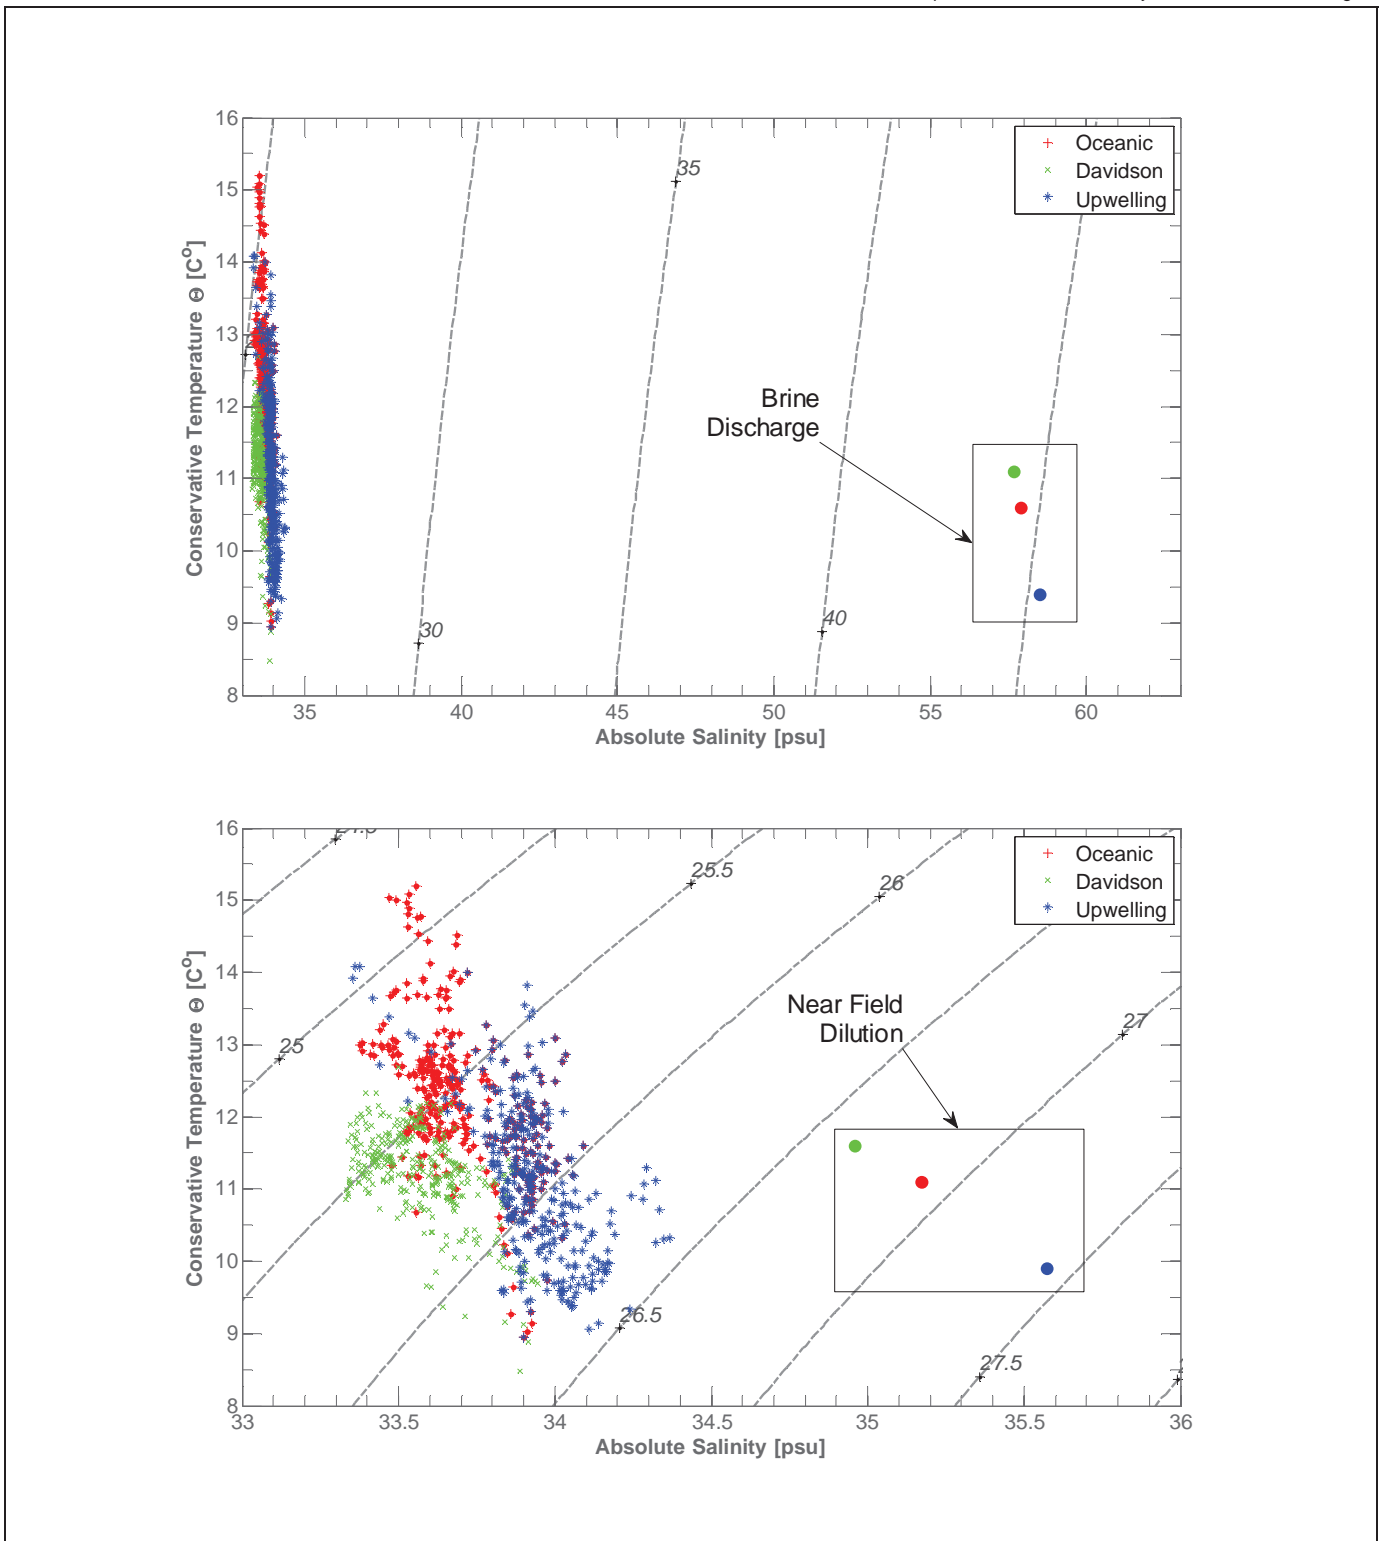 16
15
14
13
12
11
10
9
8
35
40
45
50
55
60
Conservative Temperature Θ [C°]
Absolute Salinity [psu]
Oceanic
Davidson
Upwelling
35
30
40
Brine
Discharge
16
15
14
13
12
11
10
9
8
33
33.5
34
34.5
35
35.5
36
Conservative Temperature Θ [C°]
Absolute Salinity [psu]
Oceanic
Davidson
Upwelling
25
25.5
26
26.5
27
27.5
Near Field
Dilution